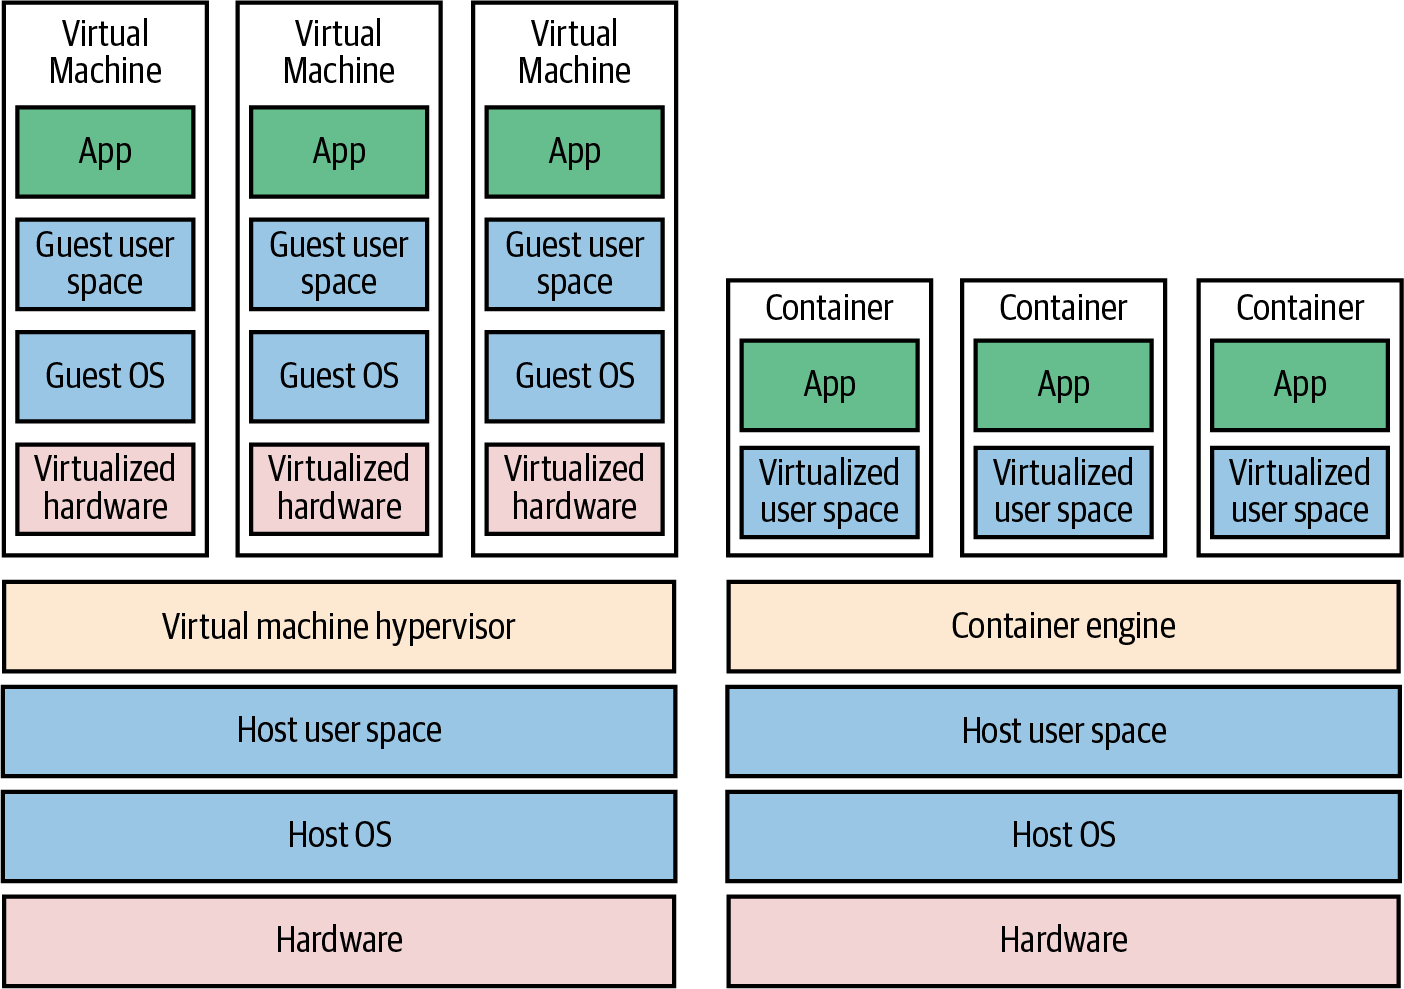 Virtual
Machine
App
Guest user
space
Guest OS
Virtualized
hardware
Virtual
Machine
App
Guest user
space
Guest OS
Virtualized
hardware
Virtual
Machine
App
Guest user
space
Guest OS
Virtualized
hardware
Virtual machine hypervisor
Host user space
Host OS
Hardware
Container
App
Virtualized
user space
Container
App
Virtualized
user space
Container
App
Virtualized
user space
Container engine
Host user space
Host OS
Hardware